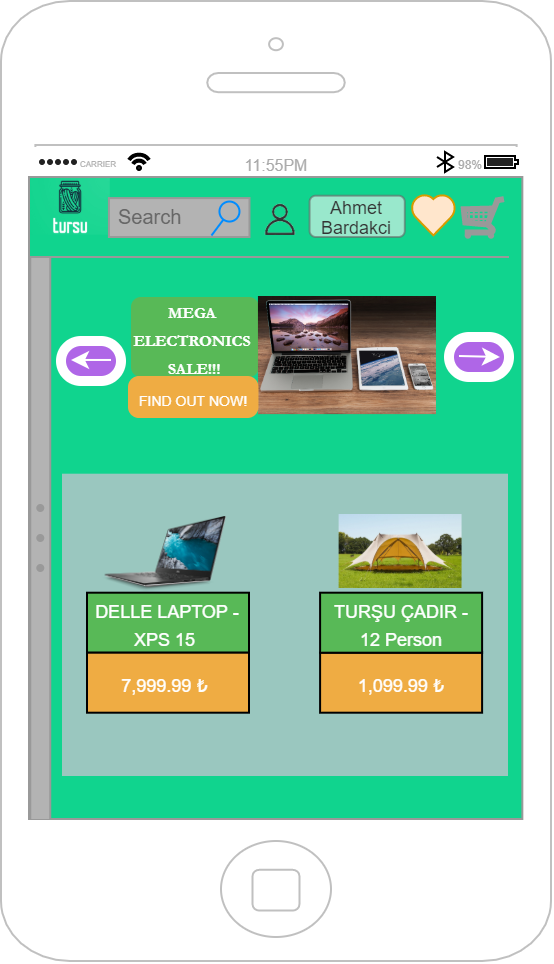 CARRIER
11:55PM
98%
tursu
Search
Ahmet
Bardakci
MEGA
ELECTRONICS
SALE!!!
FIND OUT NOW!
DELLE LAPTOP -
XPS 15
7,999.99 ₺
TURŞU ÇADIR -
12 Person
1,099.99 ₺